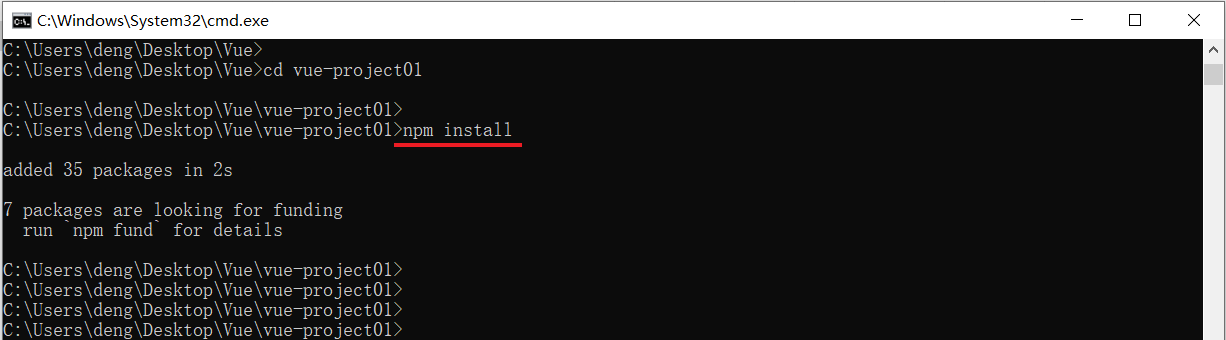 C:\Windows\System32\cmd.exe
C:\Users\deng\Desktop\Vue>
C:\Users\deng\Desktop\Vue>cd vue-project01
C:\Users\deng\Desktop\Vue\vue-project01>
C:\Users\deng\Desktop\Vue\vue-project01>npm install
added 35 packages in 2s
7 packages are looking for funding
  run `npm fund` for details
C:\Users\deng\Desktop\Vue\vue-project01>
C:\Users\deng\Desktop\Vue\vue-project01>
C:\Users\deng\Desktop\Vue\vue-project01>
C:\Users\deng\Desktop\Vue\vue-project01>